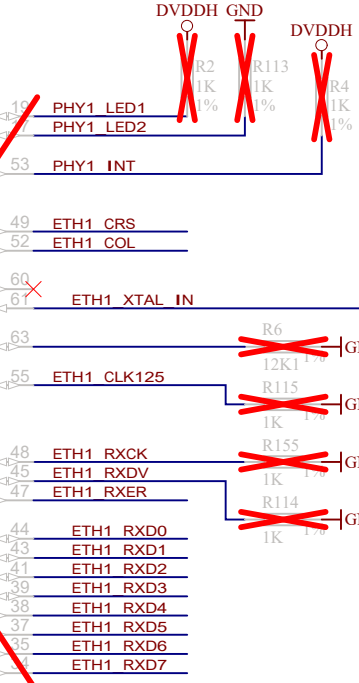 DVDDH GND
DVDDH
R2 R113 R4
1K 1K 1K
1% 1% 1%
19 PHY1_LED1
PHY1_LED2
53 PHY1_INT
49 ETH1_CRS
52 ETH1_COL
60
61 ETH1_XTAL_IN
R6
63
12K1 1%
55 ETH1_CLK125
R115
1K 1%
R155
48 ETH1_RXCK
1K 1%
45 ETH1_RXDV
47 ETH1_RXER
R114
1K 1%
44 ETH1_RXD0
43 ETH1_RXD1
41 ETH1_RXD2
39 ETH1_RXD3
38 ETH1_RXD4
37 ETH1_RXD5
35 ETH1_RXD6
34 ETH1_RXD7